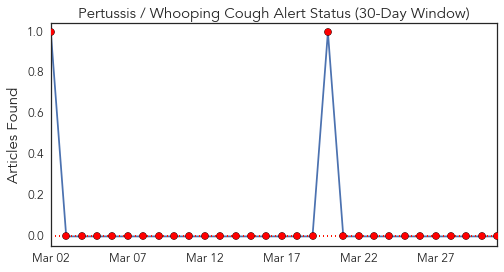 Pertussis / Whooping Cough Alert Status (30-Day Window)
Articles Found
1.0
0.8
0.6
0.4
0.2
0.0
Mar 02 Mar 07 Mar 12 Mar 17 Mar 22 Mar 27